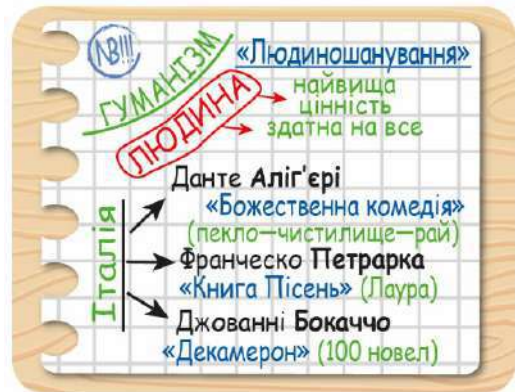 NB!!!
ГУМАНІЗМ
«Людиношанування»
ЛЮДИНА
найвища
цінність
здатна на все
Італія
Данте Аліг'єрі
«Божественна комедія»
(пекло—чистилище—рай)
Франческо Петрарка
«Книга Пісень» (Лаура)
Джованні Бокаччо
«Декамерон» (100 новел)